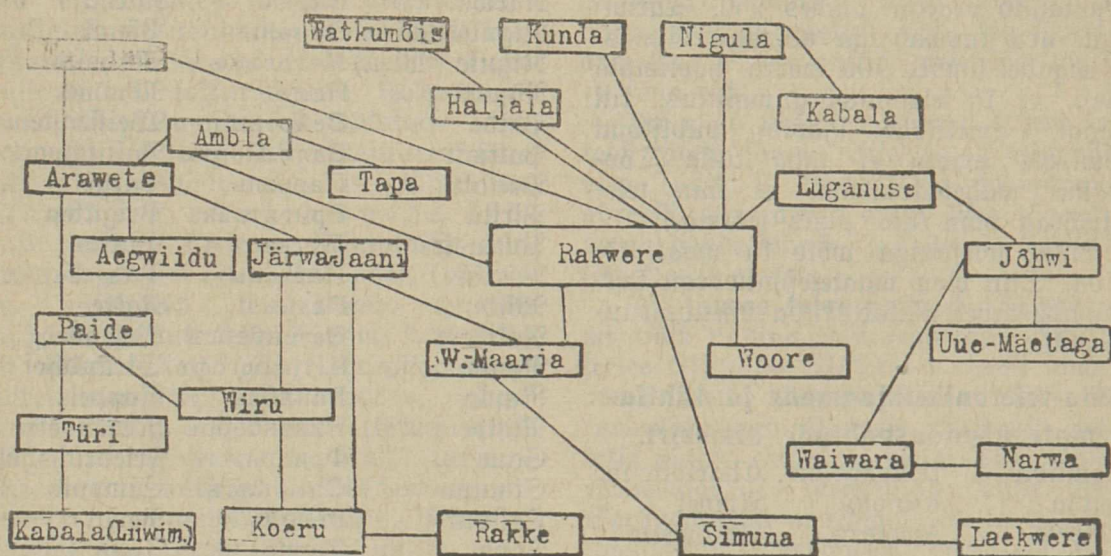 Watkumõis
Kunda
Nigula
Haljala
Kabala
Ambla
Arawete
Tapa
Lüganuse
Aegwiidu
Järwa-Jaani
Rakwere
Jõhwi
Paide
W.-Maarja
Woore
Uue-Mäetaga
Wiru
Türi
Waiwara
Narwa
Kabala (Liiwim.)
Koeru
Rakke
Simuna
Laekwere